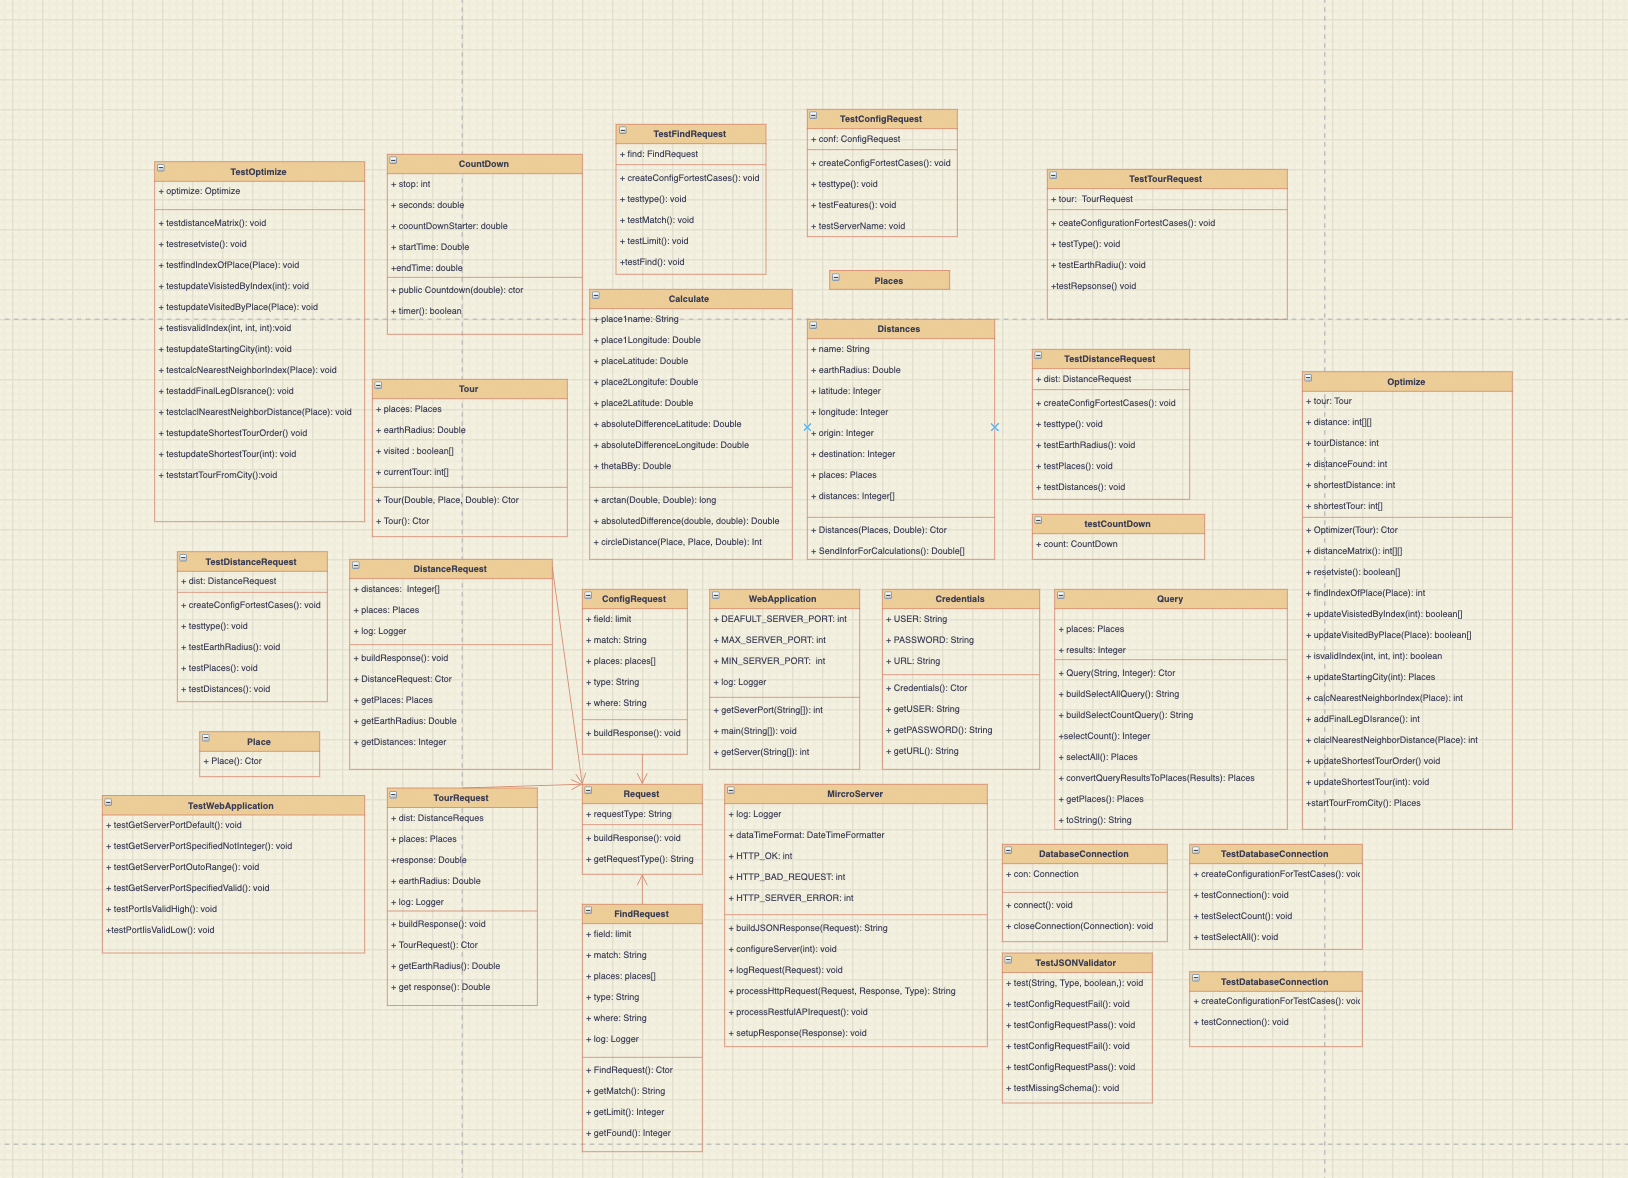 TestOptimize
+ optimize: Optimize
+ testdistanceMatrix(): void
+ testresetviste(): void
+ testfindIndexOfPlace(Place): void
+ testupdateVisistedByIndex(int): void
+ testupdateVisitedByPlace(Place): void
+ testisvalidIndex(int, int, int):void
+ testupdateStartingCity(int): void
+ testcalcNearestNeighborIndex(Place): void
+ testaddFinalLegDIsrance(): void
+ testclaclNearestNeighborDistance(Place): void
+ testupdateShortestTourOrder() void
+ testupdateShortestTour(int): void
+ teststartTourFromCity():void
CountDown
+ stop: int
+ seconds: double
+ coountDownStarter: double
+ startTime: Double
+endTime: double
+ public Countdown(double): ctor
+ timer(): boolean
TestFindRequest
+ find: FindRequest
+ createConfigFortestCases(): void
+ testtype(): void
+ testMatch(): void
+ testLimit(): void
+testFind(): void
TestConfigRequest
+ conf: ConfigRequest
+ createConfigFortestCases(): void
+ testtype(): void
+ testFeatures(): void
+ testServerName: void
TestTourRequest
+ tour:  TourRequest
+ ceateConfigurationFortestCases(): void
+ testType(): void
+ testEarthRadiu(): void
+testRepsonse() void
Places
Calculate
+ place1name: String
+ place1Longitude: Double
+ placeLatitude: Double
+ place2Longitufe: Double
+ place2Latitude: Double
+ absoluteDifferenceLatitude: Double
+ absoluteDifferenceLongitude: Double
+ thetaBBy: Double
+ arctan(Double, Double): long
+ absolutedDifference(double, double): Double
+ circleDistance(Place, Place, Double): Int
Distances
+ name: String
+ earthRadius: Double
+ latitude: Integer
+ longitude: Integer
+ origin: Integer
+ destination: Integer
+ places: Places
+ distances: Integer[]
+ Distances(Places, Double): Ctor
+ SendInforForCalculations(): Double[]
TestDistanceRequest
+ dist: DistanceRequest
+ createConfigFortestCases(): void
+ testtype(): void
+ testEarthRadius(): void
+ testPlaces(): void
+ testDistances(): void
testCountDown
+ count: CountDown
Optimize
+ tour: Tour
+ distance: int[][]
+ tourDistance: int
+ distanceFound: int
+ shortestDistance: int
+ shortestTour: int[]
+ Optimizer(Tour): Ctor
+ distanceMatrix(): int[][]
+ resetviste(): boolean[]
+ findIndexOfPlace(Place): int
+ updateVisistedByIndex(int): boolean[]
+ updateVisitedByPlace(Place): boolean[]
+ isvalidIndex(int, int, int): boolean
+ updateStartingCity(int): Places
+ calcNearestNeighborIndex(Place): int
+ addFinalLegDIsrance(): int
+ claclNearestNeighborDistance(Place): int
+ updateShortestTourOrder() void
+ updateShortestTour(int): void
+startTourFromCity(): Places
Tour
+ places: Places
+ earthRadius: Double
+ visited : boolean[]
+ currentTour: int[]
+ Tour(Double, Place, Double): Ctor
+ Tour(): Ctor
TestDistanceRequest
+ dist: DistanceRequest
+ createConfigFortestCases(): void
+ testtype(): void
+ testEarthRadius(): void
+ testPlaces(): void
+ testDistances(): void
DistanceRequest
+ distances:  Integer[]
+ places: Places
+ log: Logger
+ buildResponse(): void
+ DistanceRequest: Ctor
+ getPlaces: Places
+ getEarthRadius: Double
+ getDistances: Integer
ConfigRequest
+ field: limit
+ match: String
+ places: places[]
+ type: String
+ where: String
+ buildResponse(): void
WebApplication
+ DEAFULT_SERVER_PORT: int
+ MAX_SERVER_PORT: int
+ MIN_SERVER_PORT:  int
+ log: Logger
+ getSeverPort(String[]): int
+ main(String[]): void
+ getServer(String[]): int
Credentials
+ USER: String
+ PASSWORD: String
+ URL: String
+ Credentials(): Ctor
+ getUSER: String
+ getPASSWORD(): String
+ getURL(): String
Query
+ places: Places
+ results: Integer
+ Query(String, Integer): Ctor
+ buildSelectAllQuery(): String
+ buildSelectCountQuery(): String
+selectCount(): Integer
+ selectAll(): Places
+ convertQueryResultsToPlaces(Results): Places
+ getPlaces(): Places
+ toString(): String
Place
+ Place(): Ctor
TestWebApplication
+ testGetServerPortDefault(): void
+ testGetServerPortSpecifiedNotInteger(): void
+ testGetServerPortOutoRange(): void
+ testGetServerPortSpecifiedValid(): void
+ testPortIsValidHigh(): void
+testPortIisValidLow(): void
TourRequest
+ dist: DistanceReques
+ places: Places
+response: Double
+ earthRadius: Double
+ log: Logger
+ buildResponse(): void
+ TourRequest(): Ctor
+ getEarthRadius(): Double
+ get response(): Double
Request
+ requestType: String
+ buildResponse(): void
+ getRequestType(): String
FindRequest
+ field: limit
+ match: String
+ places: places[]
+ type: String
+ where: String
+ log: Logger
+ FindRequest(): Ctor
+ getMatch(): String
+ getLimit(): Integer
+ getFound(): Integer
MircroServer
+ log: Logger
+ dataTimeFormat: DateTimeFormatter
+ HTTP_OK: int
+ HTTP_BAD_REQUEST: int
+ HTTP_SERVER_ERROR: int
+ buildJSONResponse(Request): String
+ configureServer(int): void
+ logRequest(Request): void
+ processHttpRequest(Request, Response, Type): String
+ processRestfulAPIrequest(): void
+ setupResponse(Response): void
DatabaseConnection
+ con: Connection
+ connect(): void
+ closeConnection(Connection): void
TestJSONValidator
+ test(String, Type, boolean,): void
+ testConfigRequestFail(): void
+ testConfigRequestPass(): void
+ testConfigRequestFail(): void
+ testConfigRequestPass(): void
+ testMissingSchema(): void
TestDatabaseConnection
+ createConfigurationForTestCases(): void
+ testConnection(): void
+ testSelectCount(): void
+ testSelectAll(): void
TestDatabaseConnection
+ createConfigurationForTestCases(): void
+ testConnection(): void